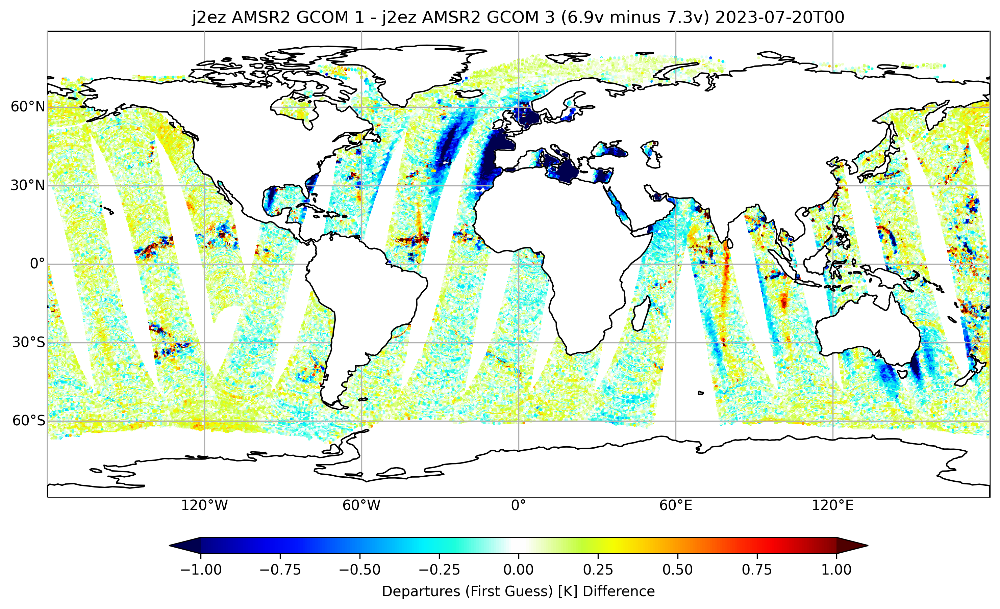 j2ez AMSR2 GCOM 1 - j2ez AMSR2 GCOM 3 (6.9v minus 7.3v) 2023-07-20T00
60°N
30°N
0°
30°S
60°S
120°W 60°W 0° 60°E 120°E
−1.00 −0.75 −0.50 −0.25 0.00 0.25 0.50 0.75 1.00
Departures (First Guess) [K] Difference